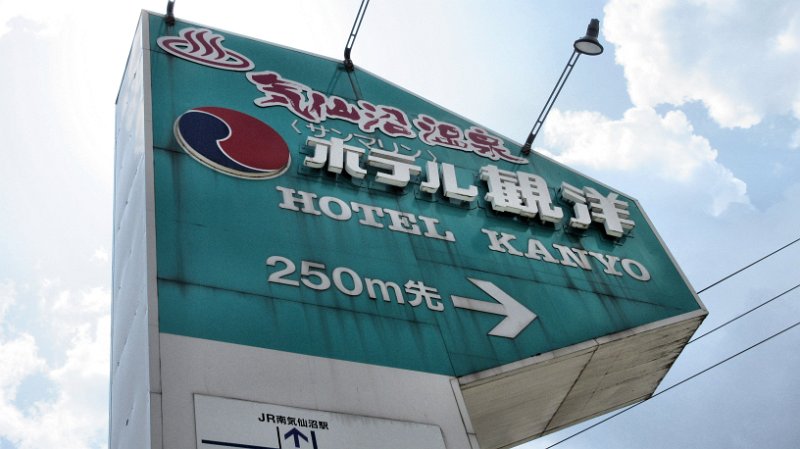 気仙沼温泉
〈サンマリン〉
ホテル観洋
HOTEL KANYO
250m先
JR南気仙沼駅